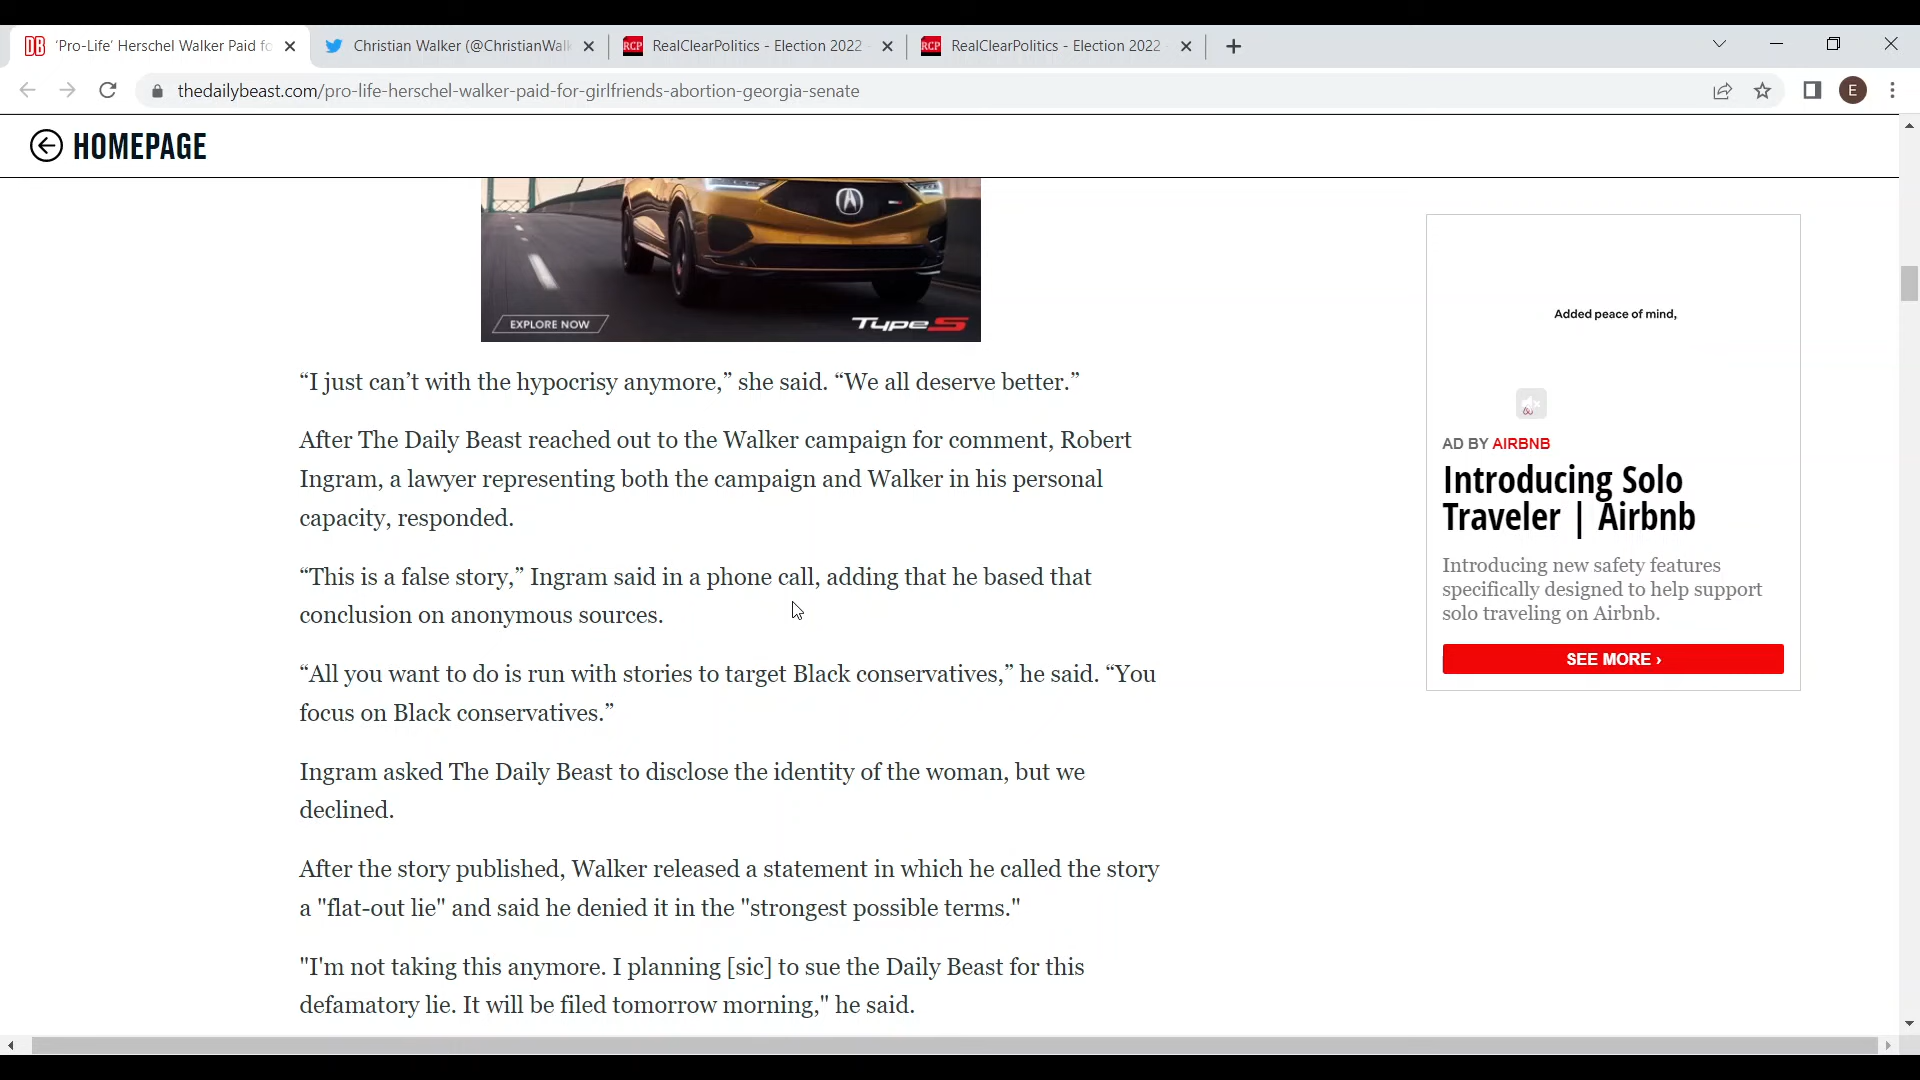 DB 'Pro-Life' Herschel Walker Paid fo
Christian Walker (@ChristianWalk
RCP RealClearPolitics - Election 2022
RCP RealClearPolitics - Election 2022
thedailybeast.com/pro-life-herschel-walker-paid-for-girlfriends-abortion-georgia-senate
E
HOMEPAGE
EXPLORE NOW
Type S
“I just can’t with the hypocrisy anymore,” she said. “We all deserve better.”
After The Daily Beast reached out to the Walker campaign for comment, Robert
Ingram, a lawyer representing both the campaign and Walker in his personal
capacity, responded.
“This is a false story,” Ingram said in a phone call, adding that he based that
conclusion on anonymous sources.
“All you want to do is run with stories to target Black conservatives,” he said. “You
focus on Black conservatives.”
Ingram asked The Daily Beast to disclose the identity of the woman, but we
declined.
After the story published, Walker released a statement in which he called the story
a "flat-out lie" and said he denied it in the "strongest possible terms."
"I'm not taking this anymore. I planning [sic] to sue the Daily Beast for this
defamatory lie. It will be filed tomorrow morning," he said.
Added peace of mind,
AD BY AIRBNB
Introducing Solo
Traveler | Airbnb
Introducing new safety features
specifically designed to help support
solo traveling on Airbnb.
SEE MORE ›